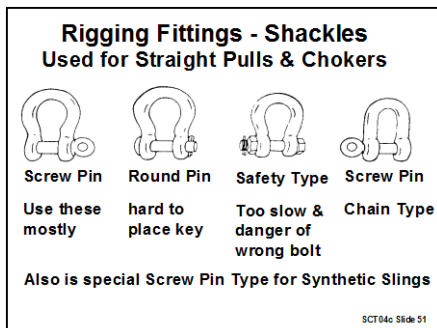 Rigging Fittings - Shackles
Used for Straight Pulls & Chokers
Screw Pin
Round Pin
Safety Type
Screw Pin
Use these
mostly
hard to
place key
Too slow &
danger of
wrong bolt
Chain Type
Also is special Screw Pin Type for Synthetic Slings
SCT04c Slide 51